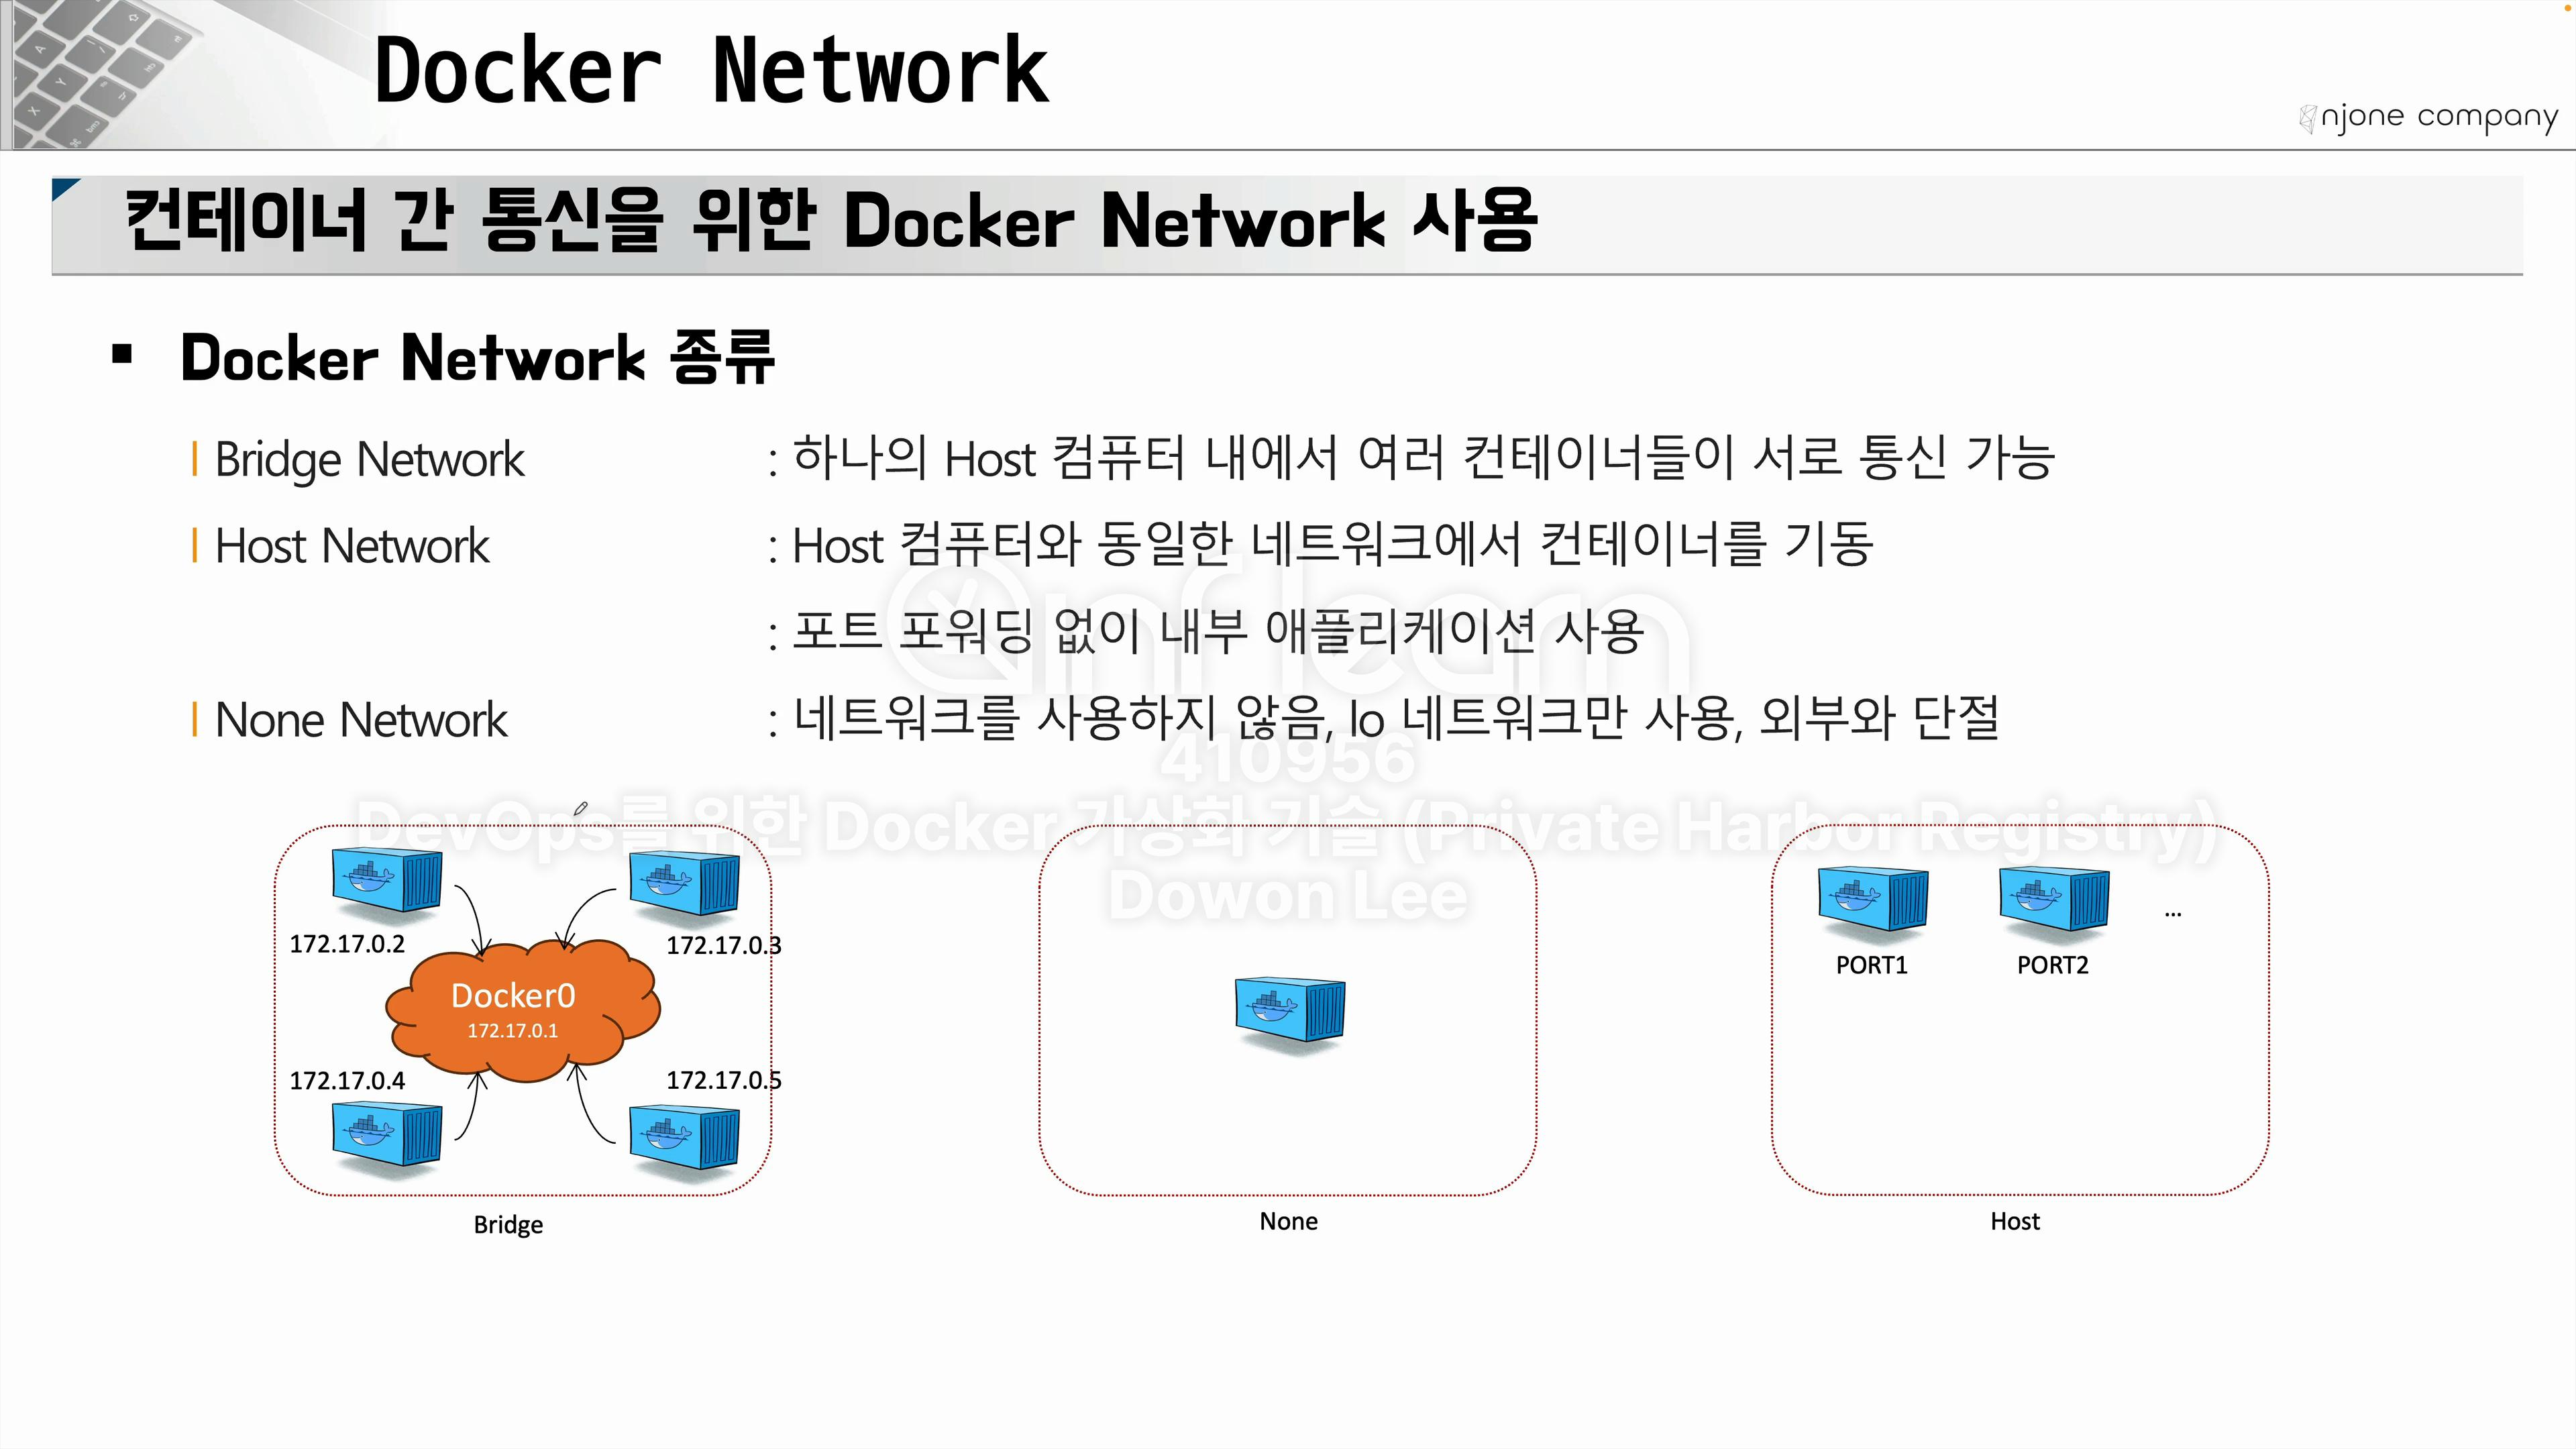 Docker Network
njone company
컨테이너 간 통신을 위한 Docker Network 사용
▪ Docker Network 종류
Bridge Network : 하나의 Host 컴퓨터 내에서 여러 컨테이너들이 서로 통신 가능
Host Network : Host 컴퓨터와 동일한 네트워크에서 컨테이너를 기동
: 포트 포워딩 없이 내부 애플리케이션 사용
None Network : 네트워크를 사용하지 않음, lo 네트워크만 사용, 외부와 단절
inflearn
410956
DevOps를 위한 Docker 가상화 기술 (Private Harbor Registry)
Dowon Lee
172.17.0.2
172.17.0.3
Docker0
172.17.0.1
172.17.0.4
172.17.0.5
Bridge
None
PORT1
PORT2
...
Host